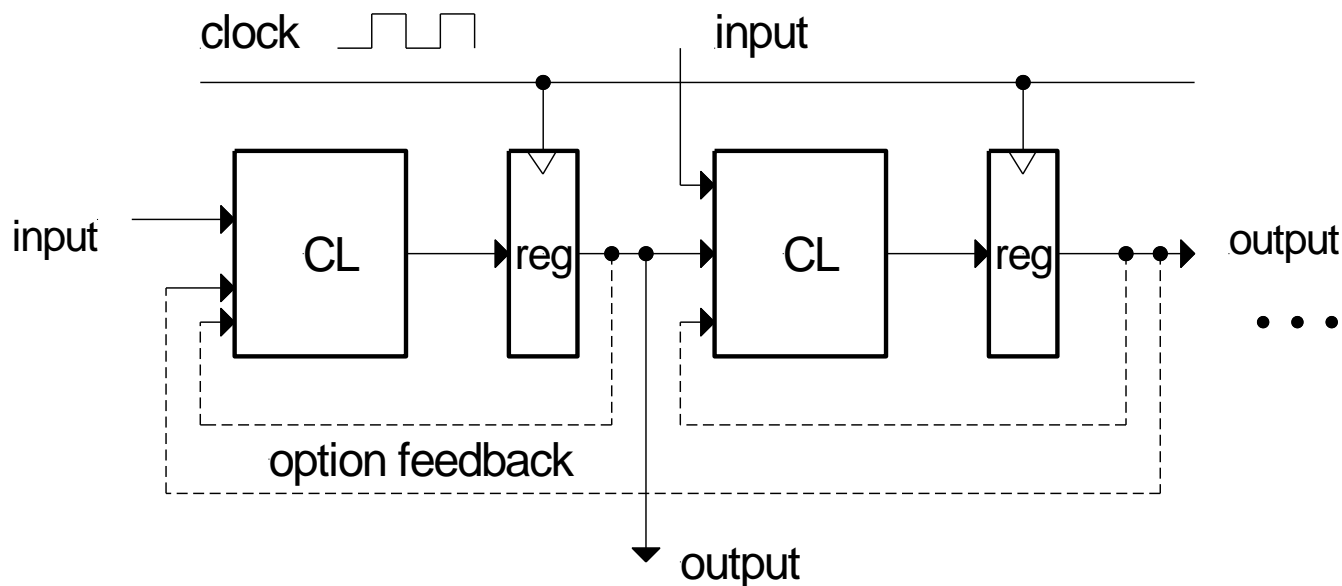 clock
input
input
CL
reg
CL
reg
output
option feedback
output